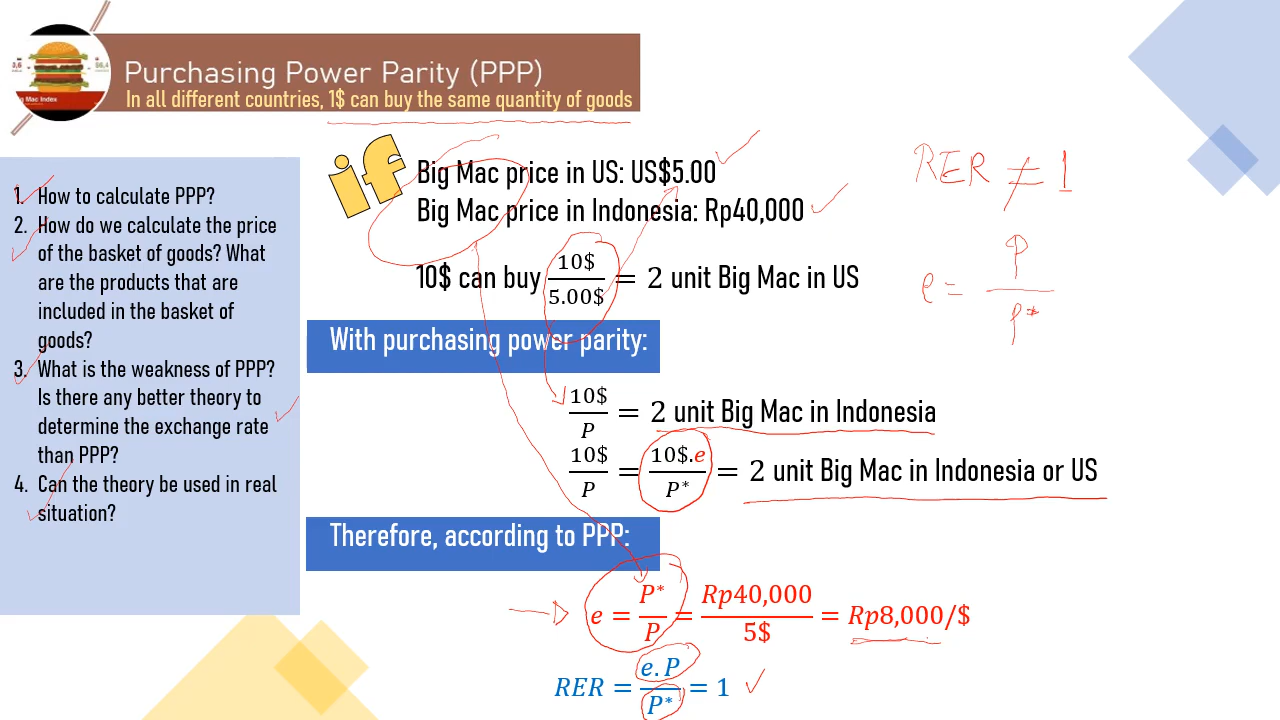 Purchasing Power Parity (PPP)
In all different countries, 1$ can buy the same quantity of goods
1. How to calculate PPP?
2. How do we calculate the price
of the basket of goods? What
are the products that are
included in the basket of
goods?
3. What is the weakness of PPP?
Is there any better theory to
determine the exchange rate
than PPP?
4. Can the theory be used in real
situation?
if
Big Mac price in US: US$5.00
Big Mac price in Indonesia: Rp40,000
10$ can buy 10$/5.00$ = 2 unit Big Mac in US
With purchasing power parity:
10$/P = 2 unit Big Mac in Indonesia
10$/P = 10$.e/P* = 2 unit Big Mac in Indonesia or US
Therefore, according to PPP:
e = P*/P = Rp40,000/5$ = Rp8,000/$
RER = e.P/P* = 1
RER ≠ 1
e = P/P*